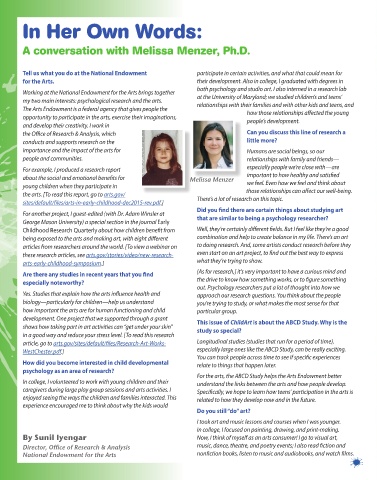 In Her Own Words:
A conversation with Melissa Menzer, Ph.D.
Tell us what you do at the National Endowment
for the Arts.
Working at the National Endowment for the Arts brings together
my two main interests: psychological research and the arts.
The Arts Endowment is a federal agency that gives people the
opportunity to participate in the arts, exercise their imaginations,
and develop their creativity. I work in
the Office of Research & Analysis, which
conducts and supports research on the
importance and the impact of the arts for
people and communities.
For example, I produced a research report
about the social and emotional benefits for
young children when they participate in
the arts. [To read this report, go to arts.gov/
sites/default/files/arts-in-early-childhood-dec2015-rev.pdf.]
For another project, I guest-edited (with Dr. Adam Winsler at
George Mason University) a special section in the journal Early
Childhood Research Quarterly about how children benefit from
being exposed to the arts and making art, with eight different
articles from researchers around the world. [To view a webinar on
these research articles, see arts.gov/stories/video/new-research-
arts-early-childhood-symposium.]
Are there any studies in recent years that you find
especially noteworthy?
Yes. Studies that explain how the arts influence health and
biology—particularly for children—help us understand
how important the arts are for human functioning and child
development. One project that we supported through a grant
shows how taking part in art activities can "get under your skin"
in a good way and reduce your stress level. [To read this research
article, go to arts.gov/sites/default/files/Research-Art-Works-
WestChester.pdf.]
How did you become interested in child developmental
psychology as an area of research?
In college, I volunteered to work with young children and their
caregivers during large play group sessions and arts activities. I
enjoyed seeing the ways the children and families interacted. This
experience encouraged me to think about why the kids would
By Sunil Iyengar
Director, Office of Research & Analysis
National Endowment for the Arts
Melissa Menzer
participate in certain activities, and what that could mean for
their development. Also in college, I graduated with degrees in
both psychology and studio art. I also interned in a research lab
at the University of Maryland; we studied children's and teens'
relationships with their families and with other kids and teens, and
how those relationships affected the young
people's development.
Can you discuss this line of research a
little more?
Humans are social beings, so our
relationships with family and friends—
especially people we're close with—are
important to how healthy and satisfied
we feel. Even how we feel and think about
those relationships can affect our well-being.
There's a lot of research on this topic.
Did you find there are certain things about studying art
that are similar to being a psychology researcher?
Well, they're certainly different fields. But I feel like they're a good
combination and help to create balance in my life. There's an art
to doing research. And, some artists conduct research before they
even start on an art project, to find out the best way to express
what they're trying to show.
[As for research,] it's very important to have a curious mind and
the drive to know how something works, or to figure something
out. Psychology researchers put a lot of thought into how we
approach our research questions. You think about the people
you're trying to study, or what makes the most sense for that
particular group.
This issue of ChildArt is about the ABCD Study. Why is the
study so special?
Longitudinal studies (studies that run for a period of time),
especially large ones like the ABCD Study, can be really exciting.
You can track people across time to see if specific experiences
relate to things that happen later.
For the arts, the ABCD Study helps the Arts Endowment better
understand the links between the arts and how people develop.
Specifically, we hope to learn how teens' participation in the arts is
related to how they develop now and in the future.
Do you still "do" art?
I took art and music lessons and courses when I was younger.
In college, I focused on painting, drawing, and print-making.
Now, I think of myself as an arts consumer! I go to visual art,
music, dance, theatre, and poetry events; I also read fiction and
nonfiction books, listen to music and audiobooks, and watch films.